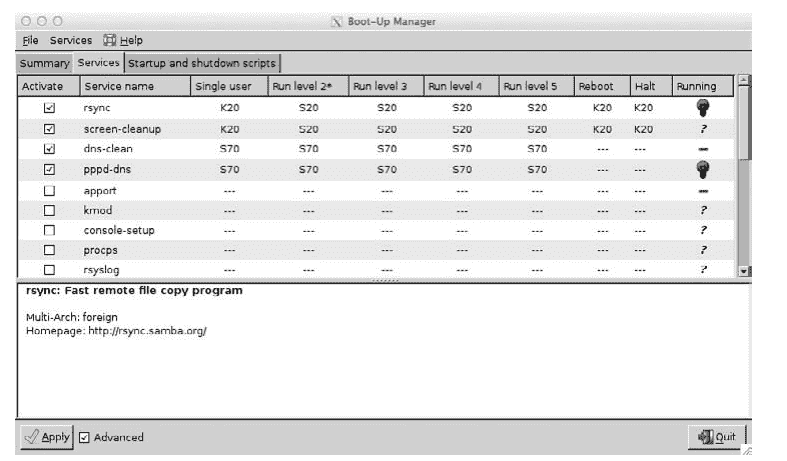 Boot-Up Manager
File Services Help
Summary Services Startup and shutdown scripts
Activate Service name Single user Run level 2* Run level 3 Run level 4 Run level 5 Reboot Halt Running
rsync K20 S20 S20 S20 S20 K20 K20
screen-cleanup K20 S20 S20 S20 S20 K20 K20 ?
dns-clean S70 S70 S70 S70 S70 --- --- ---
pppd-dns S70 S70 S70 S70 S70 --- ---
apport --- --- --- --- --- --- --- ---
kmod --- --- --- --- --- --- --- ?
console-setup --- --- --- --- --- --- --- ?
procps --- --- --- --- --- --- --- ?
rsyslog --- --- --- --- --- --- --- ?
rsync: Fast remote file copy program
Multi-Arch: foreign
Homepage: http://rsync.samba.org/
Apply Advanced Quit